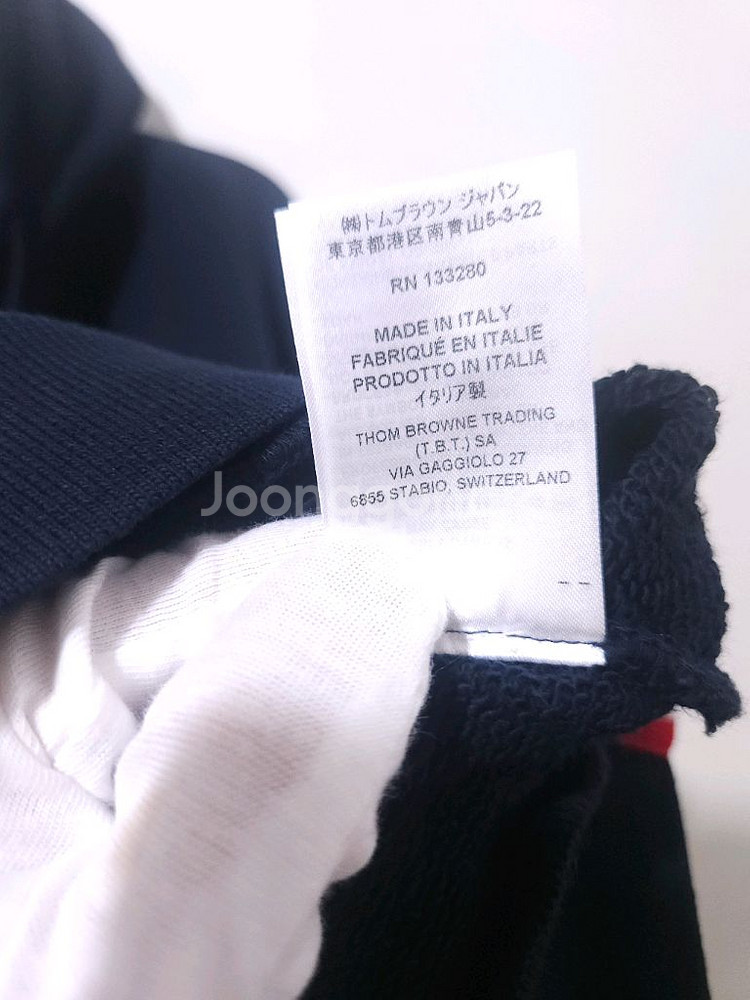 ㈱トムブラウン ジャパン
東京都港区南青山5-3-22
RN 133280
MADE IN ITALY
FABRIQUÉ EN ITALIE
PRODOTTO IN ITALIA
イタリア製
THOM BROWNE TRADING
(T.B.T.) SA
VIA GAGGIOLO 27
6855 STABIO, SWITZERLAND